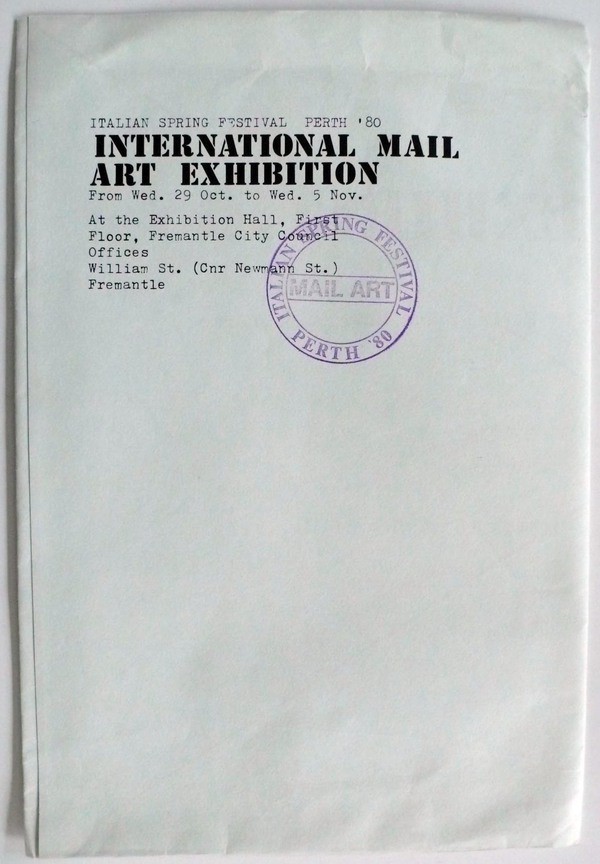 ITALIAN SPRING FESTIVAL PERTH '80
INTERNATIONAL MAIL
ART EXHIBITION
From Wed. 29 Oct. to Wed. 5 Nov.
At the Exhibition Hall, First
Floor, Fremantle City Council
Offices
William St. (Cnr Newmann St.)
Fremantle
ITALIAN SPRING FESTIVAL
MAIL ART
PERTH '80